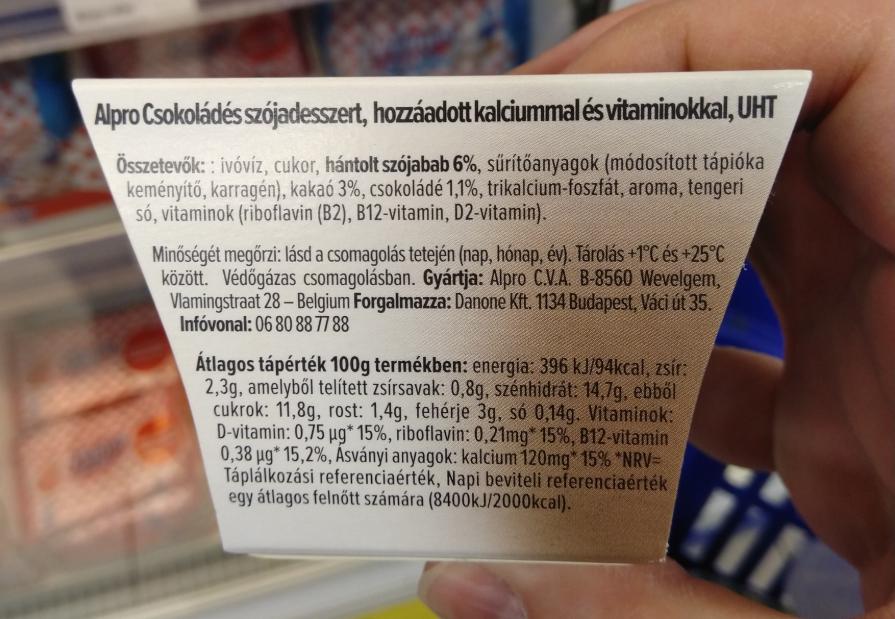 Alpro Csokoládés szójadesszert, hozzáadott kalciummal és vitaminokkal, UHT
Összetevők: : ivóvíz, cukor, hántolt szójabab 6%, sűrítőanyagok (módosított tápióka
keményítő, karragén), kakaó 3%, csokoládé 1,1%, trikalcium-foszfát, aroma, tengeri
só, vitaminok (riboflavin (B2), B12-vitamin, D2-vitamin).
Minőségét megőrzi: lásd a csomagolás tetején (nap, hónap, év). Tárolás +1°C és +25°C
között. Védőgázas csomagolásban. Gyártja: Alpro C.V.A. B-8560 Wevelgem,
Vlamingstraat 28 – Belgium Forgalmazza: Danone Kft. 1134 Budapest, Váci út 35.
Infóvonal: 06 80 88 77 88
Átlagos tápérték 100g termékben: energia: 396 kJ/94kcal, zsír:
2,3g, amelyből telített zsírsavak: 0,8g, szénhidrát: 14,7g, ebből
cukrok: 11,8g, rost: 1,4g, fehérje 3g, só 0,14g. Vitaminok:
D-vitamin: 0,75 µg* 15%, riboflavin: 0,21mg* 15%, B12-vitamin
0,38 µg* 15,2%, Ásványi anyagok: kalcium 120mg* 15% *NRV=
Táplálkozási referenciaérték, Napi beviteli referenciaérték
egy átlagos felnőtt számára (8400kJ/2000kcal).